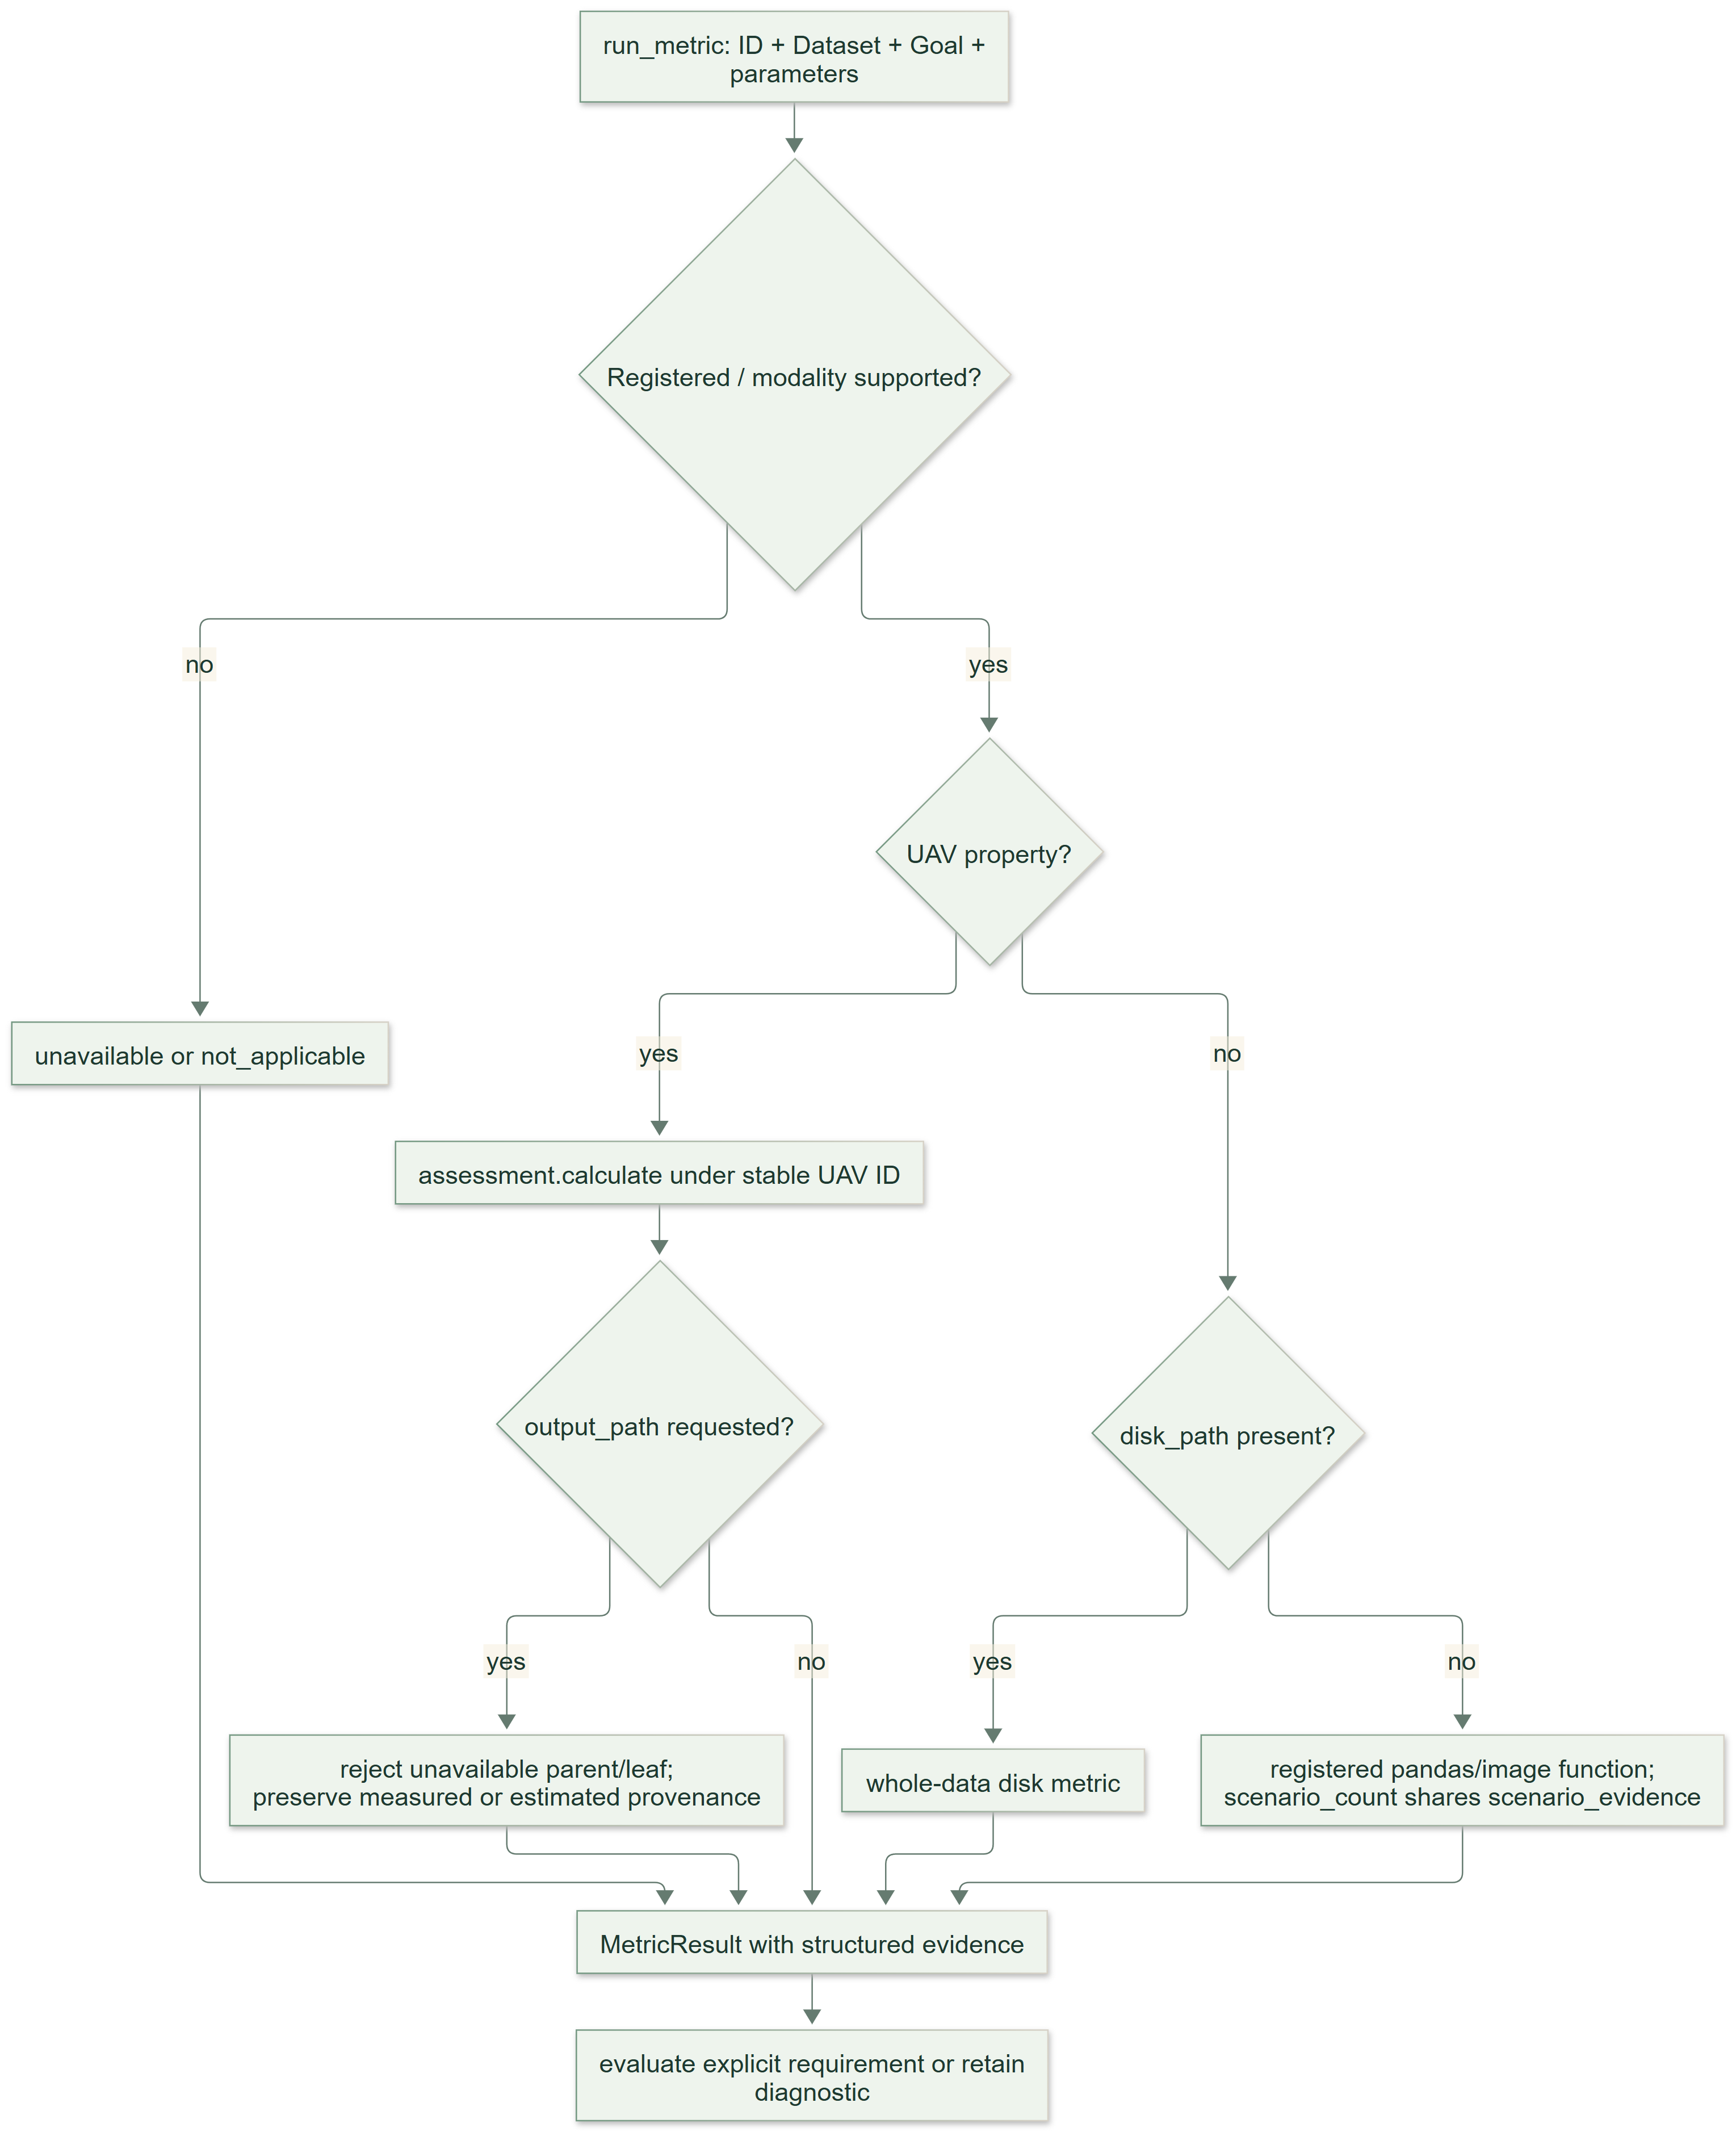 run_metric: ID + Dataset + Goal +
parameters
Registered / modality supported?
no
yes
UAV property?
unavailable or not_applicable
yes
no
assessment.calculate under stable UAV ID
output_path requested?
disk_path present?
yes
no
yes
no
reject unavailable parent/leaf;
preserve measured or estimated provenance
whole-data disk metric
registered pandas/image function;
scenario_count shares scenario_evidence
MetricResult with structured evidence
evaluate explicit requirement or retain
diagnostic